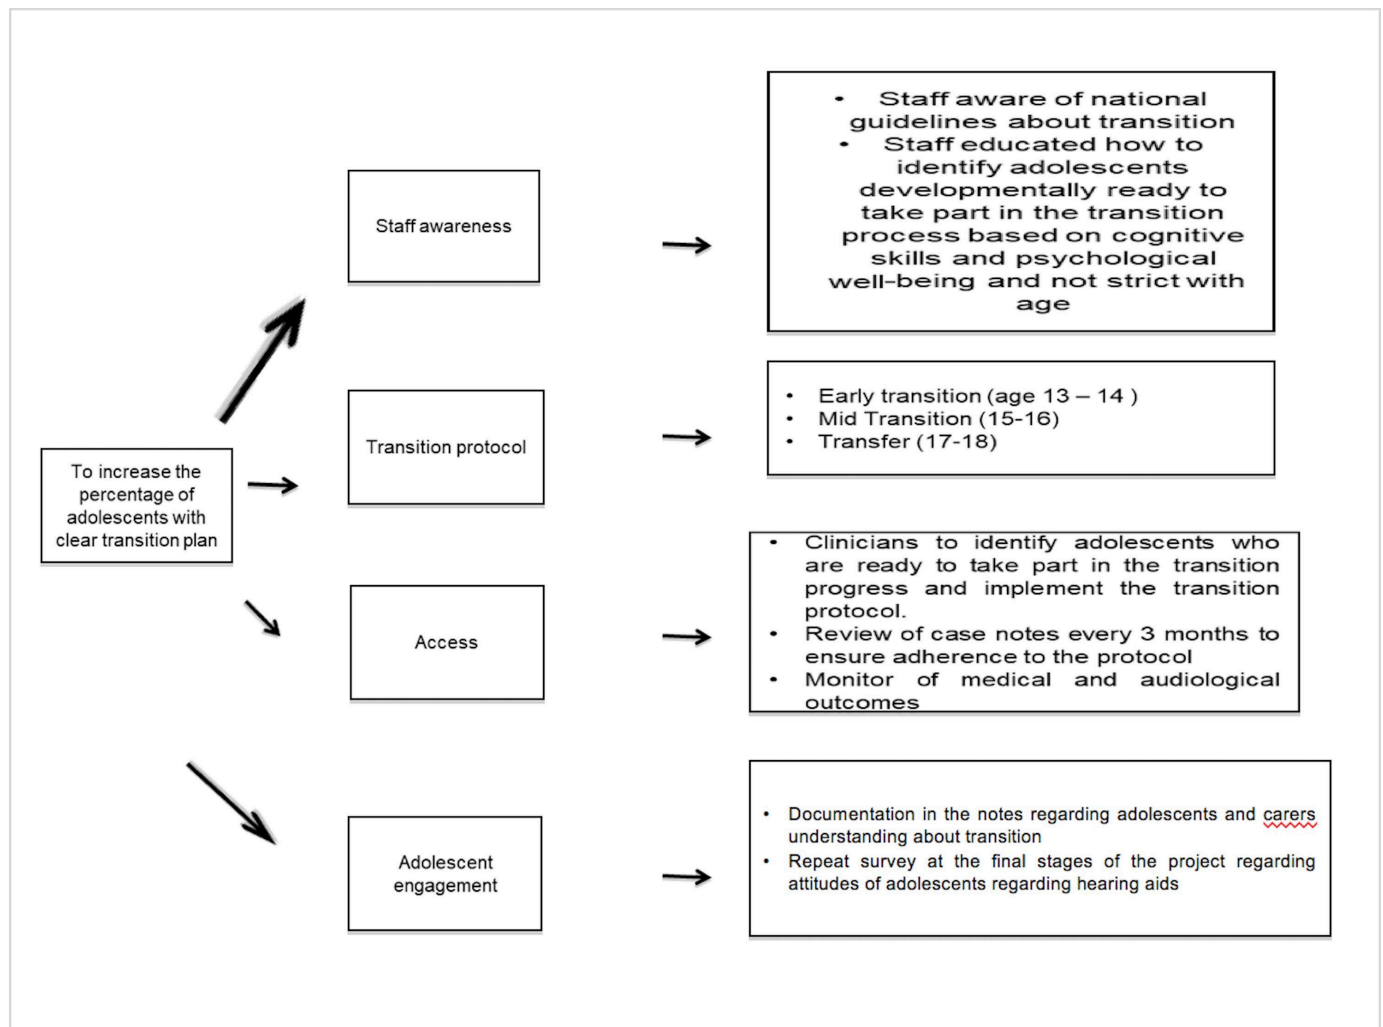 To increase the
percentage of
adolescents with
clear transition plan
Staff awareness
• Staff aware of national
guidelines about transition
• Staff educated how to
identify adolescents
developmentally ready to
take part in the transition
process based on cognitive
skills and psychological
well-being and not strict with
age
Transition protocol
• Early transition (age 13 – 14 )
• Mid Transition (15-16)
• Transfer (17-18)
Access
• Clinicians to identify adolescents who
are ready to take part in the transition
progress and implement the transition
protocol.
• Review of case notes every 3 months to
ensure adherence to the protocol
• Monitor of medical and audiological
outcomes
Adolescent
engagement
• Documentation in the notes regarding adolescents and carers
understanding about transition
• Repeat survey at the final stages of the project regarding
attitudes of adolescents regarding hearing aids